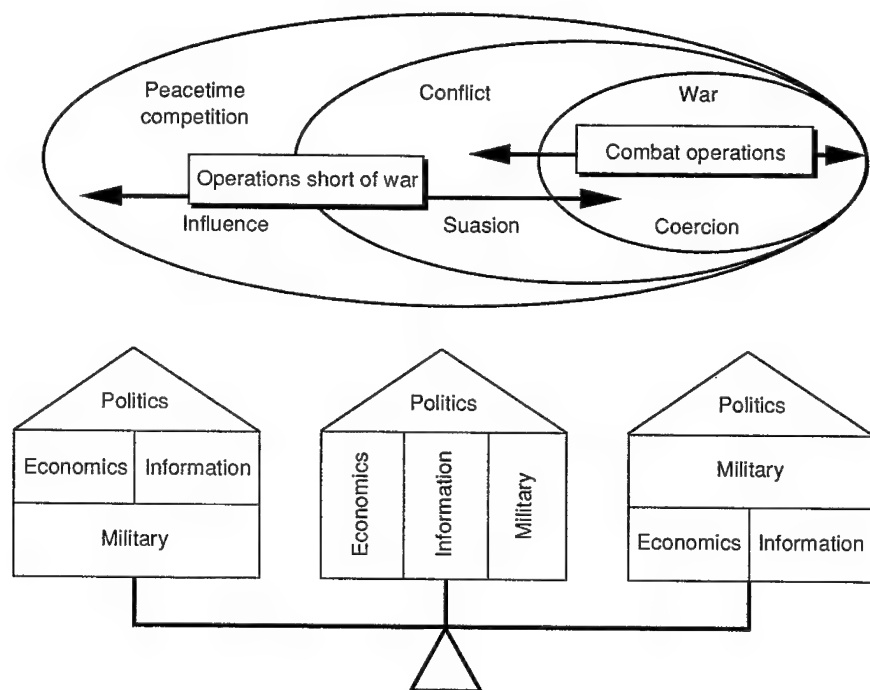 Peacetime
competition
Conflict
War
Combat operations
Operations short of war
Influence
Suasion
Coercion
Politics
Economics
Information
Military
Politics
Economics
Information
Military
Politics
Military
Economics
Information